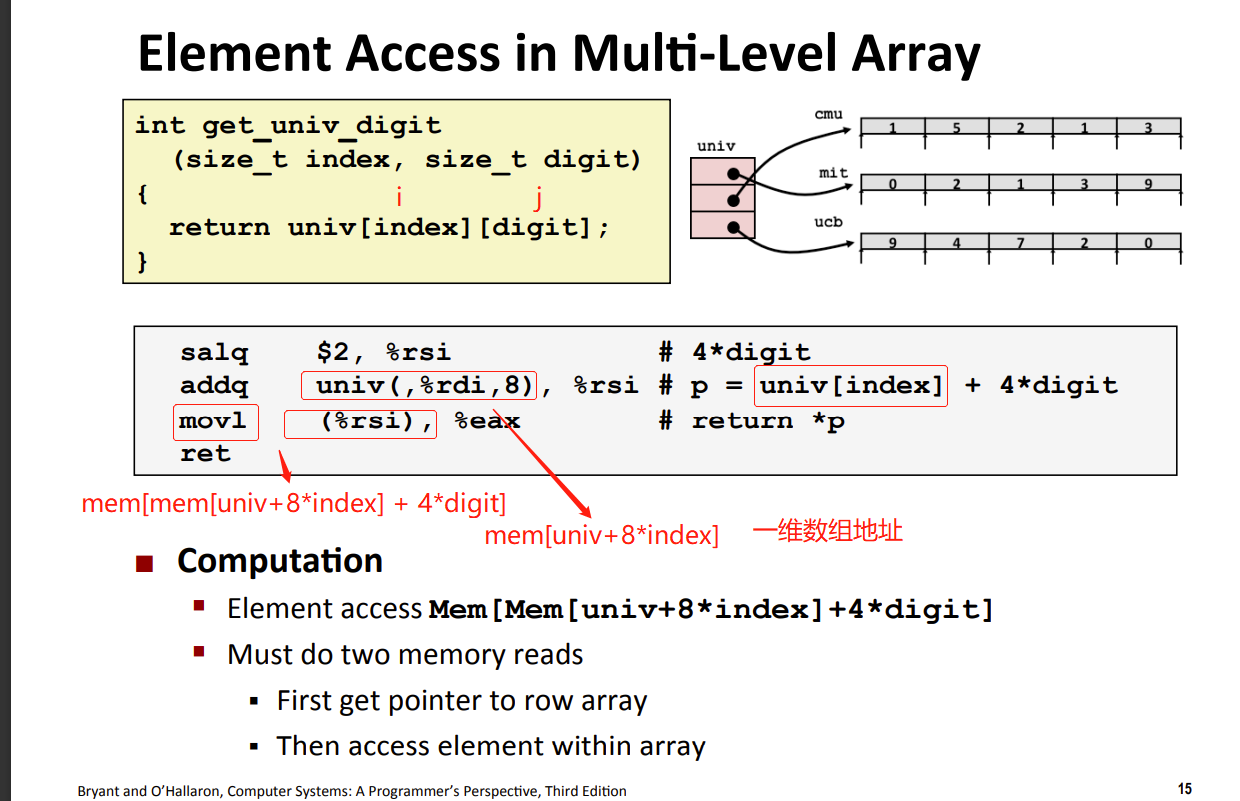 Element Access in Multi-Level Array
int get_univ_digit
(size_t index, size_t digit)
{
i j
return univ[index][digit];
}
univ
cmu
1 5 2 1 3
mit
0 2 1 3 9
ucb
9 4 7 2 0
salq $2, %rsi # 4*digit
addq univ(,%rdi,8), %rsi # p = univ[index] + 4*digit
movl (%rsi), %eax # return *p
ret
mem[mem[univ+8*index] + 4*digit]
mem[univ+8*index] 一维数组地址
■ Computation
▪ Element access Mem[Mem[univ+8*index]+4*digit]
▪ Must do two memory reads
▪ First get pointer to row array
▪ Then access element within array
Bryant and O’Hallaron, Computer Systems: A Programmer’s Perspective, Third Edition
15